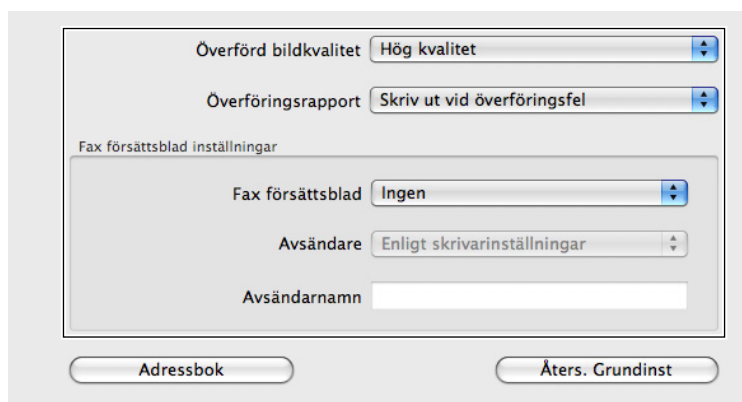 Överförd bildkvalitet Hög kvalitet
Överföringsrapport Skriv ut vid överföringsfel
Fax försättsblad inställningar
Fax försättsblad Ingen
Avsändare Enligt skrivarinställningar
Avsändarnamn
Adressbok Åters. Grundinst